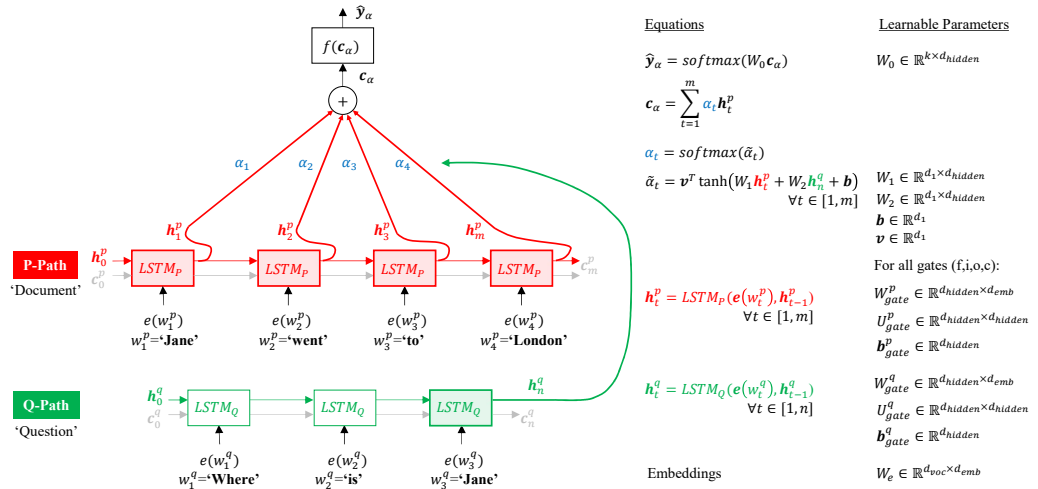 ŷ_α
f(c_α)
c_α
+
α_1 α_2 α_3 α_4
h_1^p h_2^p h_3^p h_m^p
P-Path
'Document'
h_0^p
c_0^p
LSTM_P LSTM_P LSTM_P LSTM_P
c_m^p
e(w_1^p) e(w_2^p) e(w_3^p) e(w_4^p)
w_1^p='Jane' w_2^p='went' w_3^p='to' w_4^p='London'
Q-Path
'Question'
h_0^q
c_0^q
LSTM_Q LSTM_Q LSTM_Q
h_n^q
c_n^q
e(w_1^q) e(w_2^q) e(w_3^q)
w_1^q='Where' w_2^q='is' w_3^q='Jane'
Equations
ŷ_α = softmax(W_0 c_α)
c_α = ∑_{t=1}^{m} α_t h_t^p
α_t = softmax(α̃_t)
α̃_t = v^T tanh(W_1 h_t^p + W_2 h_n^q + b)
∀t ∈ [1, m]
h_t^p = LSTM_P(e(w_t^p), h_{t-1}^p)
∀t ∈ [1, m]
h_t^q = LSTM_Q(e(w_t^q), h_{t-1}^q)
∀t ∈ [1, n]
Embeddings
Learnable Parameters
W_0 ∈ ℝ^{k×d_hidden}
W_1 ∈ ℝ^{d_1×d_hidden}
W_2 ∈ ℝ^{d_1×d_hidden}
b ∈ ℝ^{d_1}
v ∈ ℝ^{d_1}
For all gates (f,i,o,c):
W_gate^p ∈ ℝ^{d_hidden×d_emb}
U_gate^p ∈ ℝ^{d_hidden×d_hidden}
b_gate^p ∈ ℝ^{d_hidden}
W_gate^q ∈ ℝ^{d_hidden×d_emb}
U_gate^q ∈ ℝ^{d_hidden×d_hidden}
b_gate^q ∈ ℝ^{d_hidden}
W_e ∈ ℝ^{d_voc×d_emb}